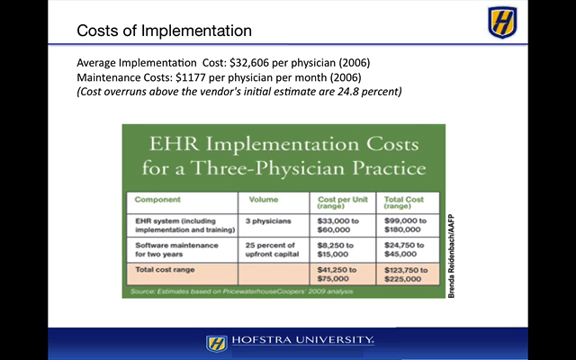 Costs of Implementation
Average Implementation Cost: $32,606 per physician (2006)
Maintenance Costs: $1177 per physician per month (2006)
(Cost overruns above the vendor's initial estimate are 24.8 percent)
EHR Implementation Costs
for a Three-Physician Practice
Component Volume Cost per Unit (range) Total Cost (range)
EHR system (including implementation and training) 3 physicians $33,000 to $60,000 $99,000 to $180,000
Software maintenance for two years 25 percent of upfront capital $8,250 to $15,000 $24,750 to $45,000
Total cost range $41,250 to $75,000 $123,750 to $225,000
Source: Estimates based on PricewaterhouseCoopers' 2009 analysis
Brenda Reidenbach/AAFP
HOFSTRA UNIVERSITY